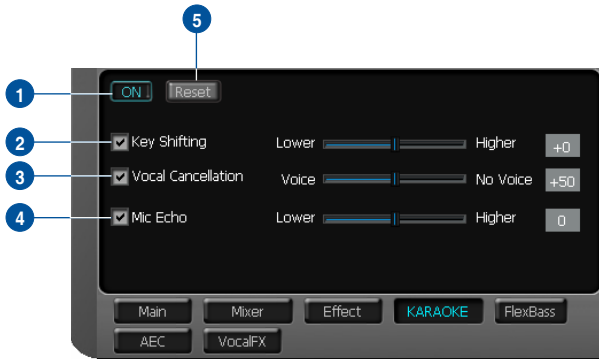 5
1 ON Reset
2 Key Shifting Lower Higher +0
3 Vocal Cancellation Voice No Voice +50
4 Mic Echo Lower Higher 0
Main Mixer Effect KARAOKE FlexBass
AEC VocalFX